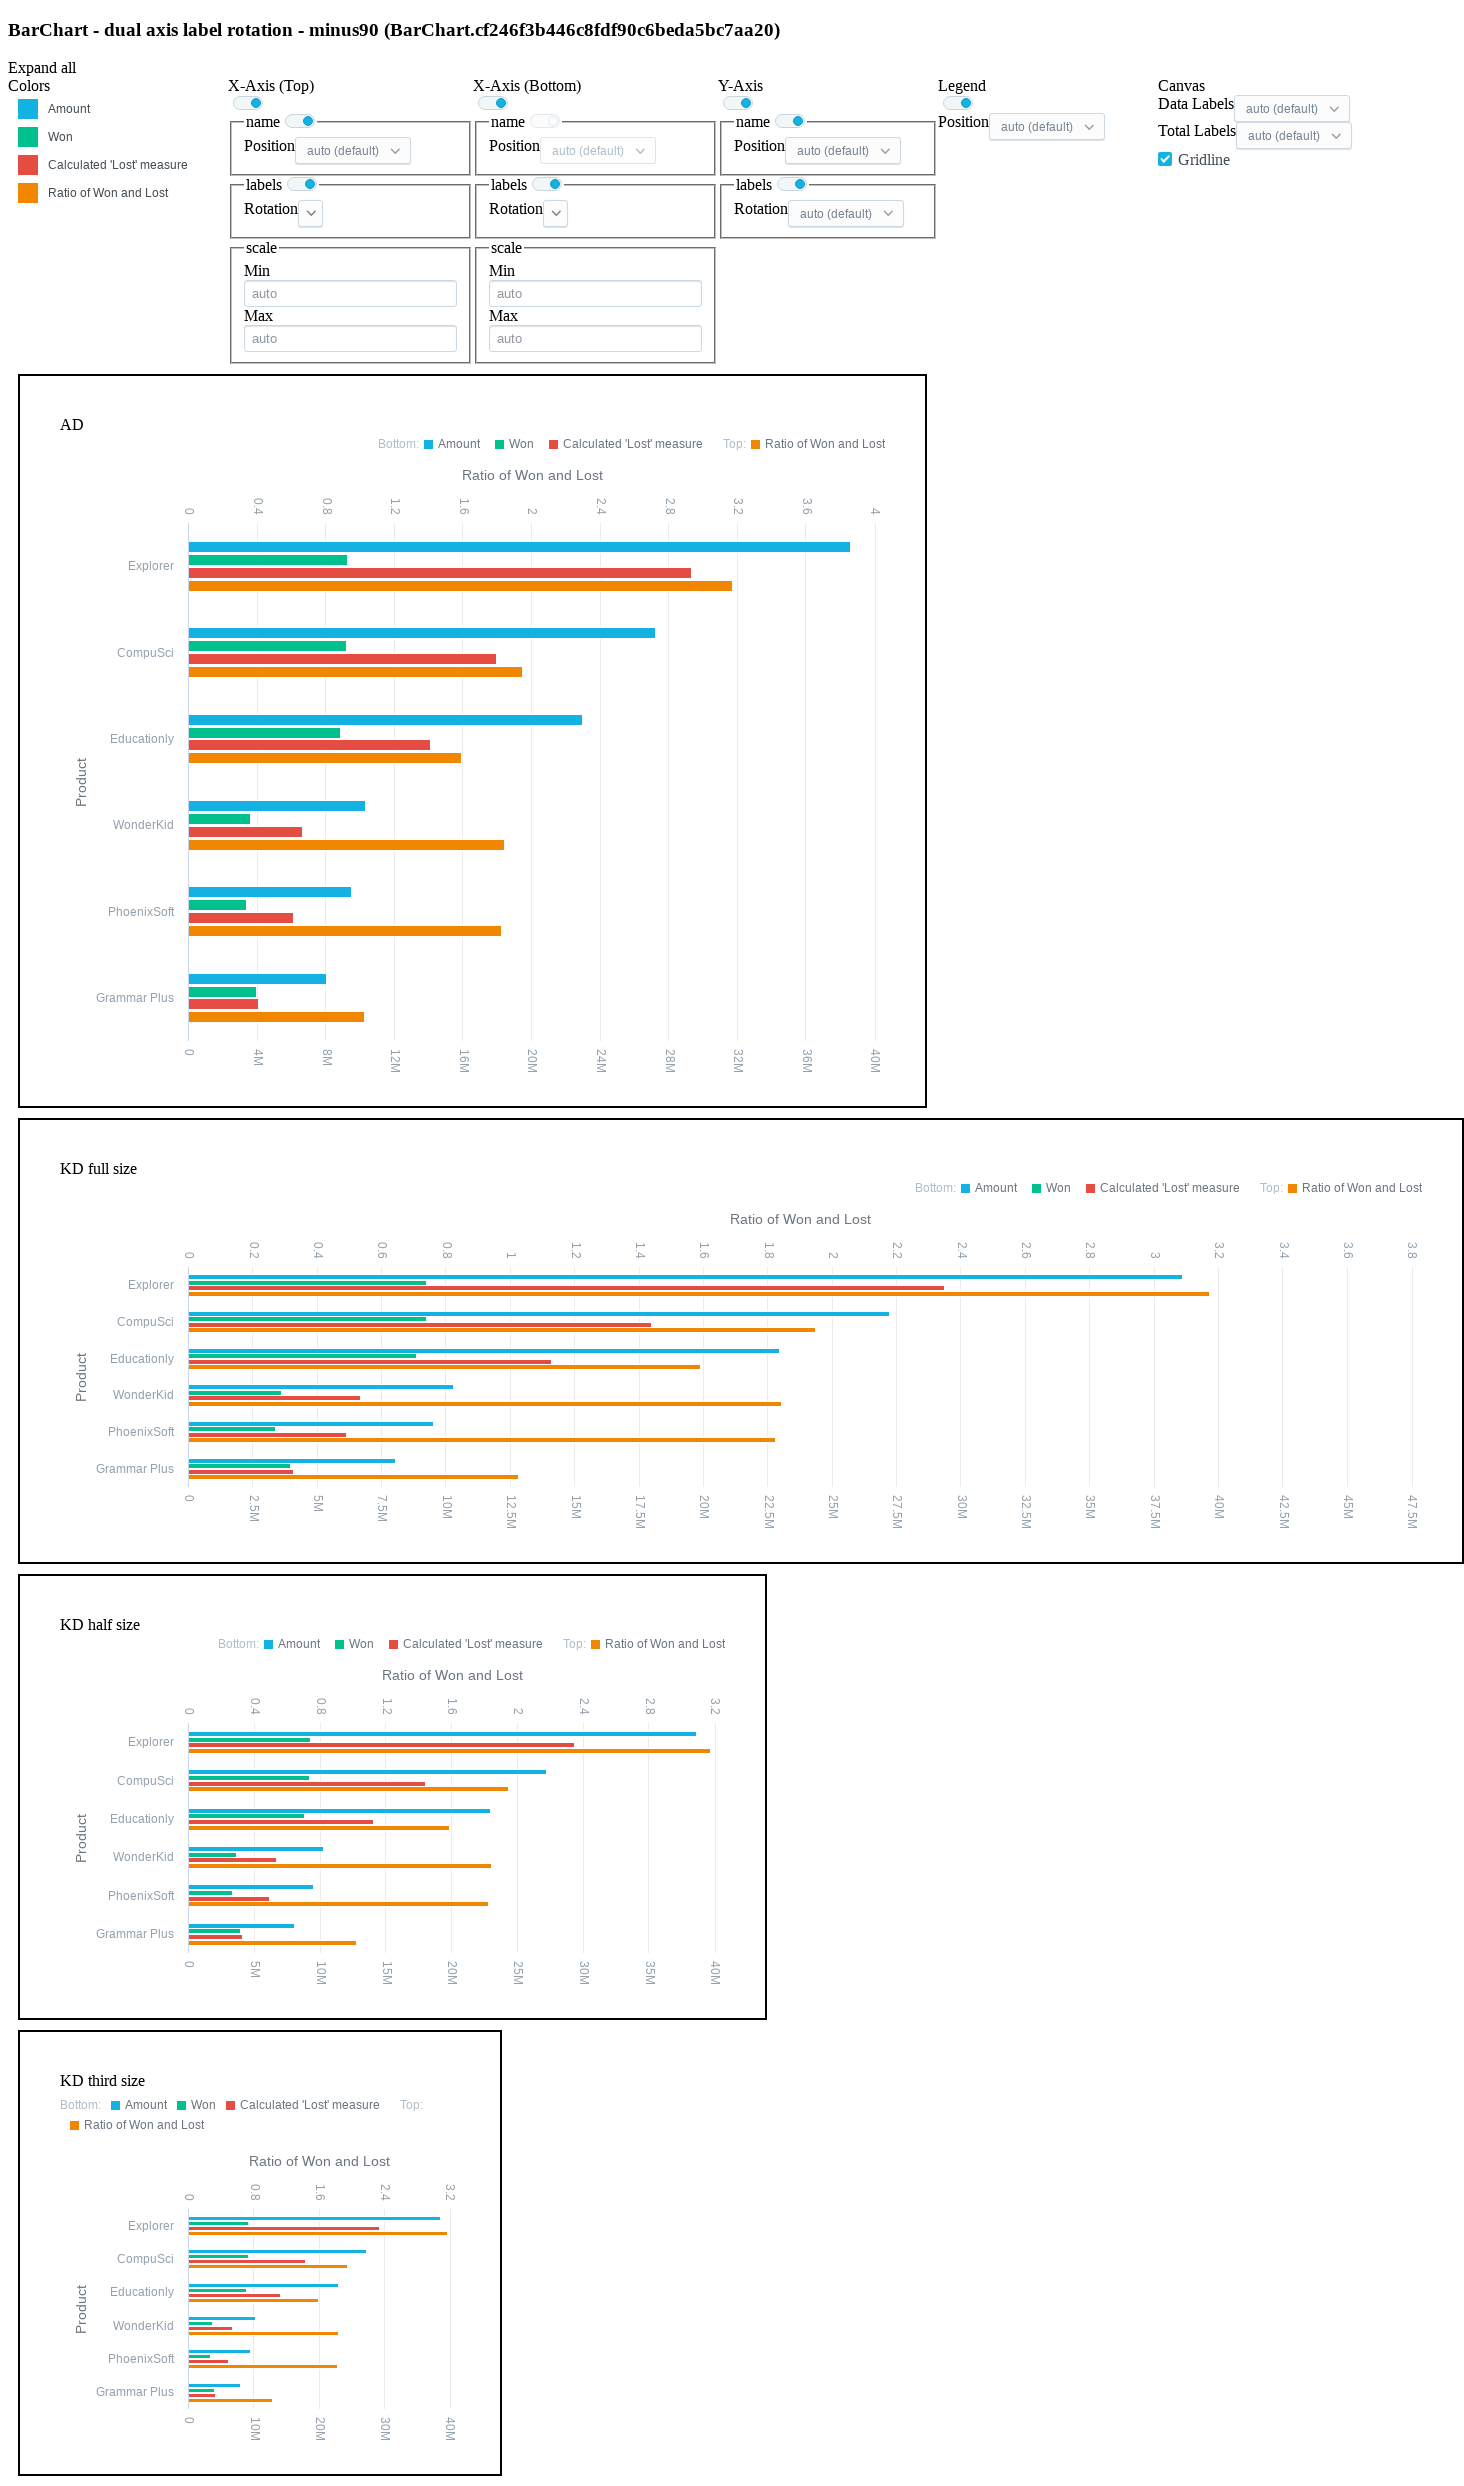 BarChart - dual axis label rotation - minus90 (BarChart.cf246f3b446c8fdf90c6beda5bc7aa20)
Expand all
Colors
Amount
Won
Calculated 'Lost' measure
Ratio of Won and Lost
X-Axis (Top)
name
Position auto (default)
labels
Rotation
scale
Min
auto
Max
auto
X-Axis (Bottom)
name
Position auto (default)
labels
Rotation
scale
Min
auto
Max
auto
Y-Axis
name
Position auto (default)
labels
Rotation auto (default)
Legend
Position auto (default)
Canvas
Data Labels auto (default)
Total Labels auto (default)
Gridline
AD
Bottom: Amount Won Calculated 'Lost' measure Top: Ratio of Won and Lost
Ratio of Won and Lost
0 0.4 0.8 1.2 1.6 2 2.4 2.8 3.2 3.6 4
Product
Explorer
CompuSci
Educationly
WonderKid
PhoenixSoft
Grammar Plus
0 4M 8M 12M 16M 20M 24M 28M 32M 36M 40M
KD full size
Bottom: Amount Won Calculated 'Lost' measure Top: Ratio of Won and Lost
Ratio of Won and Lost
0 0.2 0.4 0.6 0.8 1 1.2 1.4 1.6 1.8 2 2.2 2.4 2.6 2.8 3 3.2 3.4 3.6 3.8
Product
Explorer
CompuSci
Educationly
WonderKid
PhoenixSoft
Grammar Plus
0 2.5M 5M 7.5M 10M 12.5M 15M 17.5M 20M 22.5M 25M 27.5M 30M 32.5M 35M 37.5M 40M 42.5M 45M 47.5M
KD half size
Bottom: Amount Won Calculated 'Lost' measure Top: Ratio of Won and Lost
Ratio of Won and Lost
0 0.4 0.8 1.2 1.6 2 2.4 2.8 3.2
Product
Explorer
CompuSci
Educationly
WonderKid
PhoenixSoft
Grammar Plus
0 5M 10M 15M 20M 25M 30M 35M 40M
KD third size
Bottom: Amount Won Calculated 'Lost' measure Top:
Ratio of Won and Lost
Ratio of Won and Lost
0 0.8 1.6 2.4 3.2
Product
Explorer
CompuSci
Educationly
WonderKid
PhoenixSoft
Grammar Plus
0 10M 20M 30M 40M